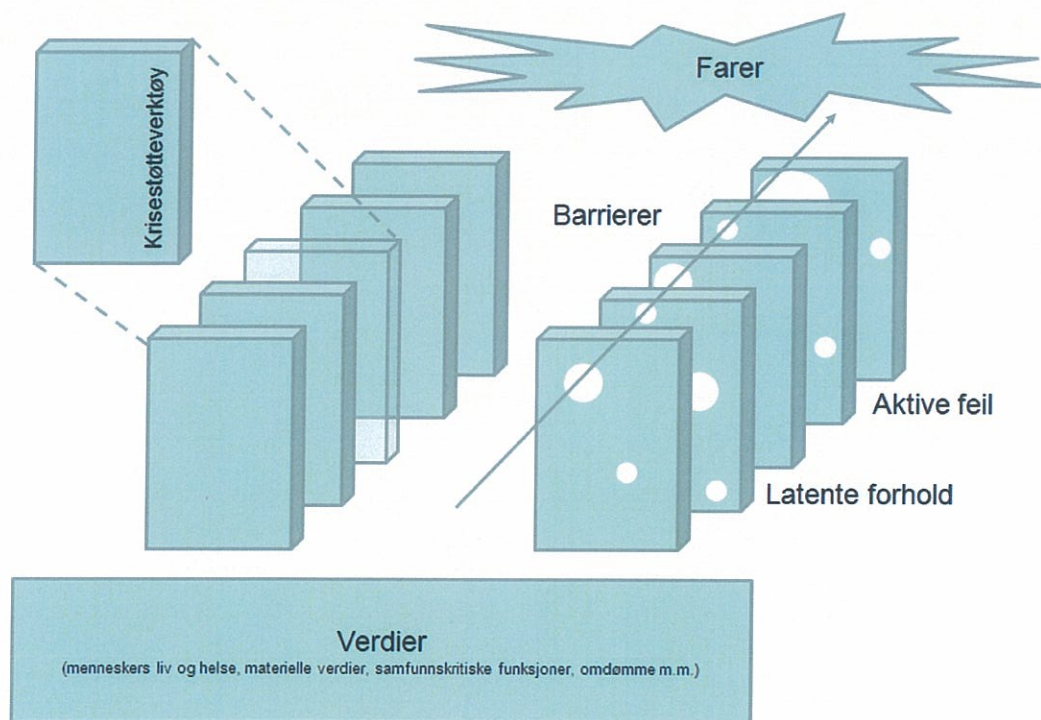 Farer
Krisestøtteverktøy
Barrierer
Aktive feil
Latente forhold
Verdier
(menneskers liv og helse, materielle verdier, samfunnskritiske funksjoner, omdømme m.m.)